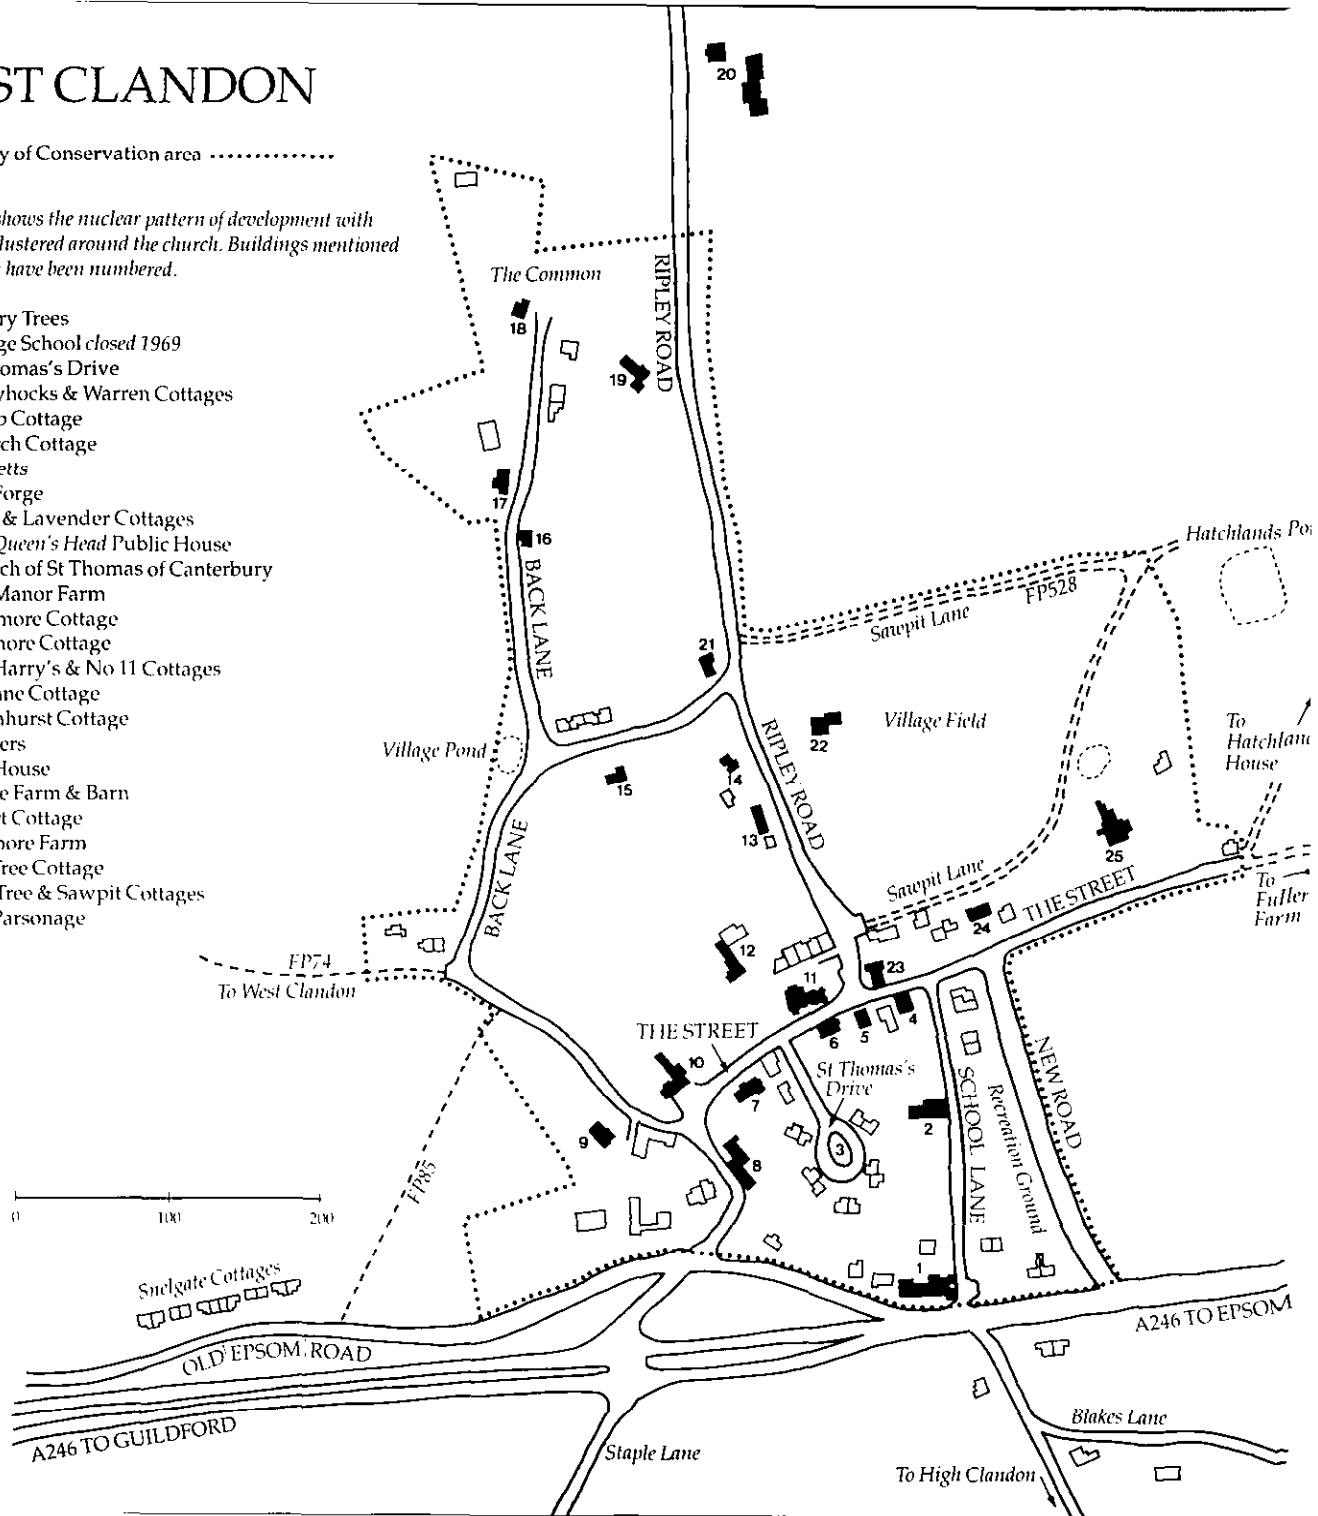 ST CLANDON
y of Conservation area
hows the nuclear pattern of development with
lustered around the church. Buildings mentioned
have been numbered.
ry Trees
ge School closed 1969
omas's Drive
yhocks & Warren Cottages
p Cottage
rch Cottage
etts
Forge
& Lavender Cottages
Queen's Head Public House
ch of St Thomas of Canterbury
Manor Farm
more Cottage
nore Cottage
Harry's & No 11 Cottages
ane Cottage
nhurst Cottage
ers
House
e Farm & Barn
t Cottage
ore Farm
Tree Cottage
Tree & Sawpit Cottages
Parsonage
20
The Common
RIPLEY ROAD
18
19
17
16
BACK LANE
Hatchlands Po
FP528
Sawpit Lane
21
Village Pond
22
Village Field
To
Hatchland
House
RIPLEY ROAD
14
15
13
25
BACK LANE
Sawpit Lane
THE STREET
To
Fuller
Farm
24
12
FP74
To West Clandon
23
11
THE STREET
6
5
4
10
St Thomas's
Drive
7
NEW ROAD
SCHOOL LANE
Recreation Ground
2
9
3
8
FP85
0
100
200
Snelgate Cottages
1
OLD EPSOM ROAD
A246 TO EPSOM
A246 TO GUILDFORD
Staple Lane
Blakes Lane
To High Clandon